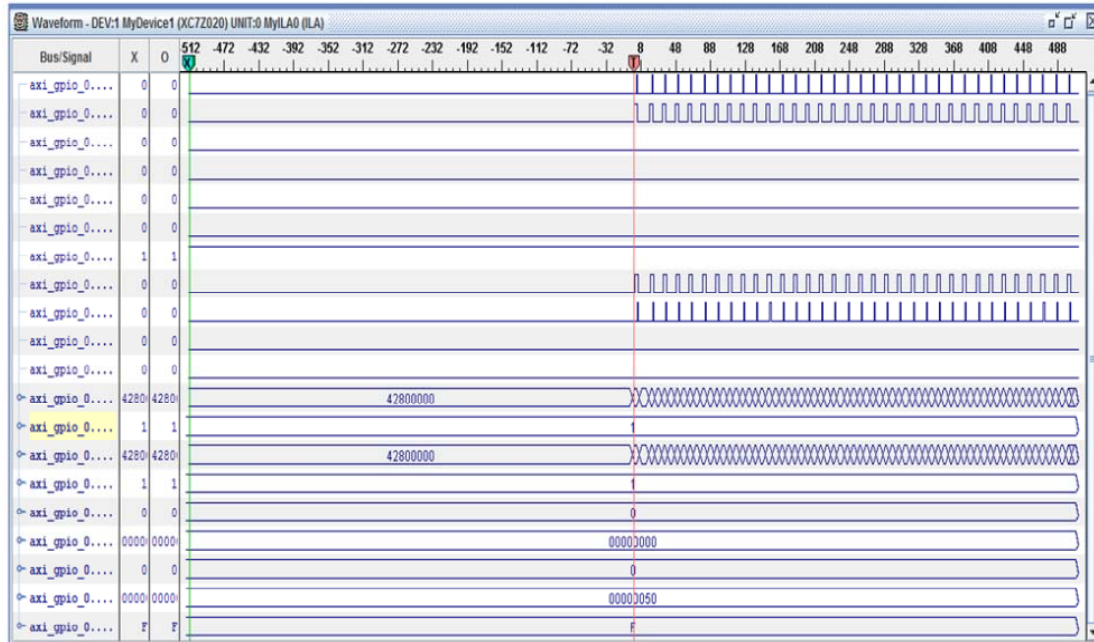 Waveform - DEV:1 MyDevice1 (XC7Z020) UNIT:0 MyILA0 (ILA)
Bus/Signal X O 512 -472 -432 -392 -352 -312 -272 -232 -192 -152 -112 -72 -32 8 48 88 128 168 208 248 288 328 368 408 448 488
X T
axi_gpio_0.... 0 0
axi_gpio_0.... 0 0
axi_gpio_0.... 0 0
axi_gpio_0.... 0 0
axi_gpio_0.... 0 0
axi_gpio_0.... 0 0
axi_gpio_0.... 1 1
axi_gpio_0.... 0 0
axi_gpio_0.... 0 0
axi_gpio_0.... 0 0
axi_gpio_0.... 0 0
axi_gpio_0.... 4280 4280 42800000
axi_gpio_0.... 1 1 1
axi_gpio_0.... 4280 4280 42800000
axi_gpio_0.... 1 1 1
axi_gpio_0.... 0 0 0
axi_gpio_0.... 0000 0000 00000000
axi_gpio_0.... 0 0 0
axi_gpio_0.... 0000 0000 00000050
axi_gpio_0.... F F F